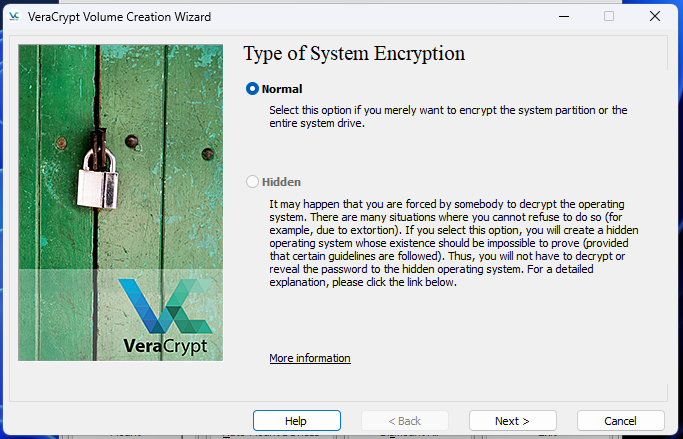 VeraCrypt Volume Creation Wizard
Type of System Encryption
Normal
Select this option if you merely want to encrypt the system partition or the
entire system drive.
Hidden
It may happen that you are forced by somebody to decrypt the operating
system. There are many situations where you cannot refuse to do so (for
example, due to extortion). If you select this option, you will create a hidden
operating system whose existence should be impossible to prove (provided
that certain guidelines are followed). Thus, you will not have to decrypt or
reveal the password to the hidden operating system. For a detailed
explanation, please click the link below.
VeraCrypt
More information
Help
< Back
Next >
Cancel